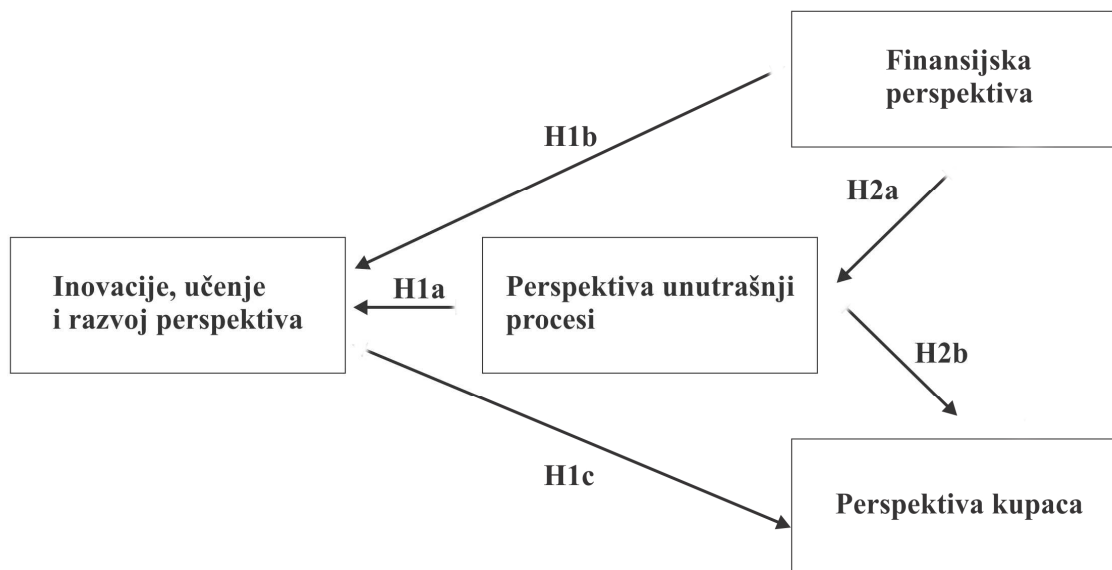 Finansijska
perspektiva
H1b
H2a
Inovacije, učenje
i razvoj perspektiva
H1a
Perspektiva unutrašnji
procesi
H2b
H1c
Perspektiva kupaca